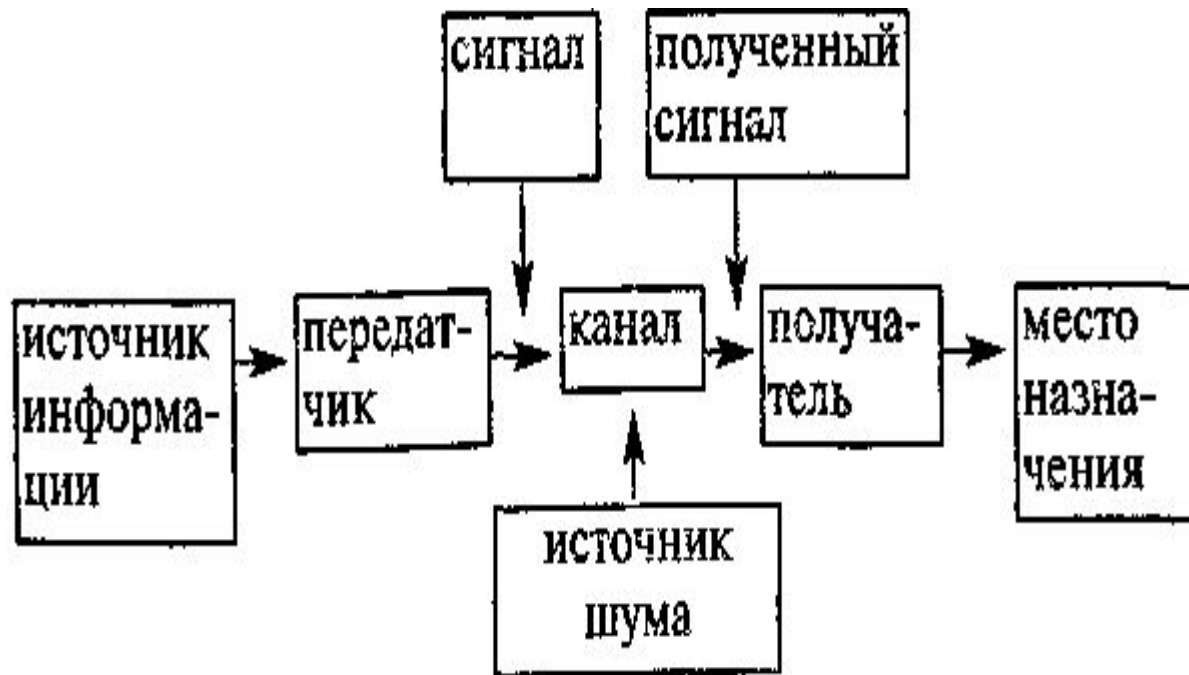 сигнал
полученный
сигнал
источник
информа-
ции
передат-
чик
канал
получа-
тель
место
назна-
чения
источник
шума